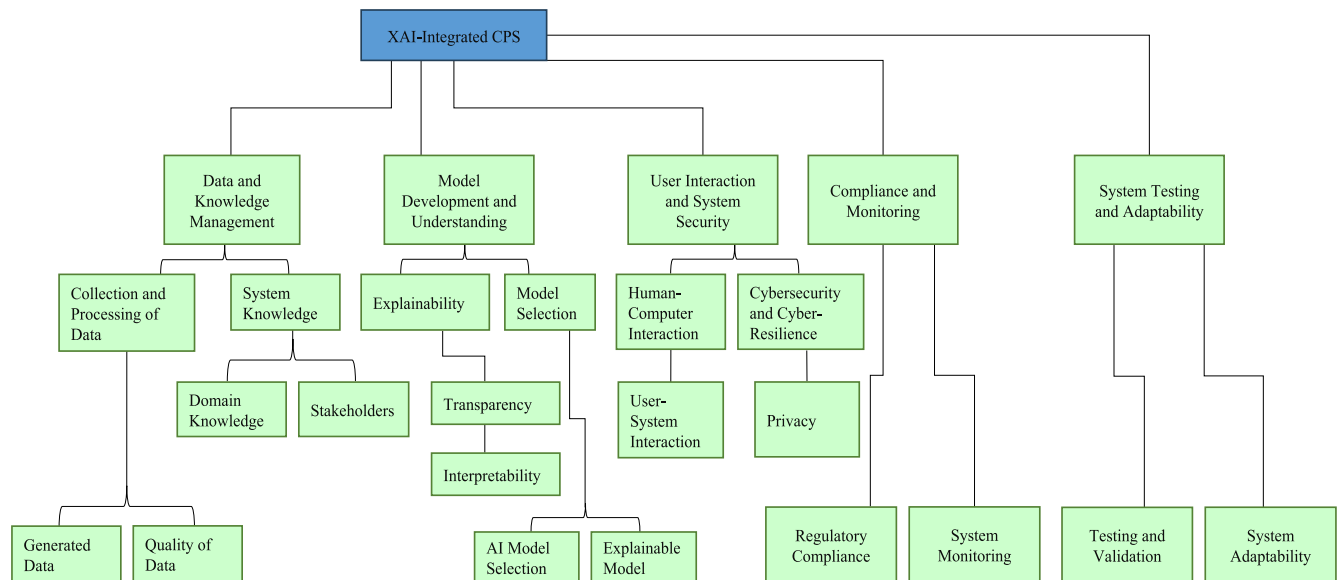 XAI-Integrated CPS
Data and
Knowledge
Management
Model
Development and
Understanding
User Interaction
and System
Security
Compliance and
Monitoring
System Testing
and Adaptability
Collection and
Processing of
Data
System
Knowledge
Explainability
Model
Selection
Human-
Computer
Interaction
Cybersecurity
and Cyber-
Resilience
Domain
Knowledge
Stakeholders
Transparency
User-
System
Interaction
Privacy
Interpretability
Generated
Data
Quality of
Data
AI Model
Selection
Explainable
Model
Regulatory
Compliance
System
Monitoring
Testing and
Validation
System
Adaptability